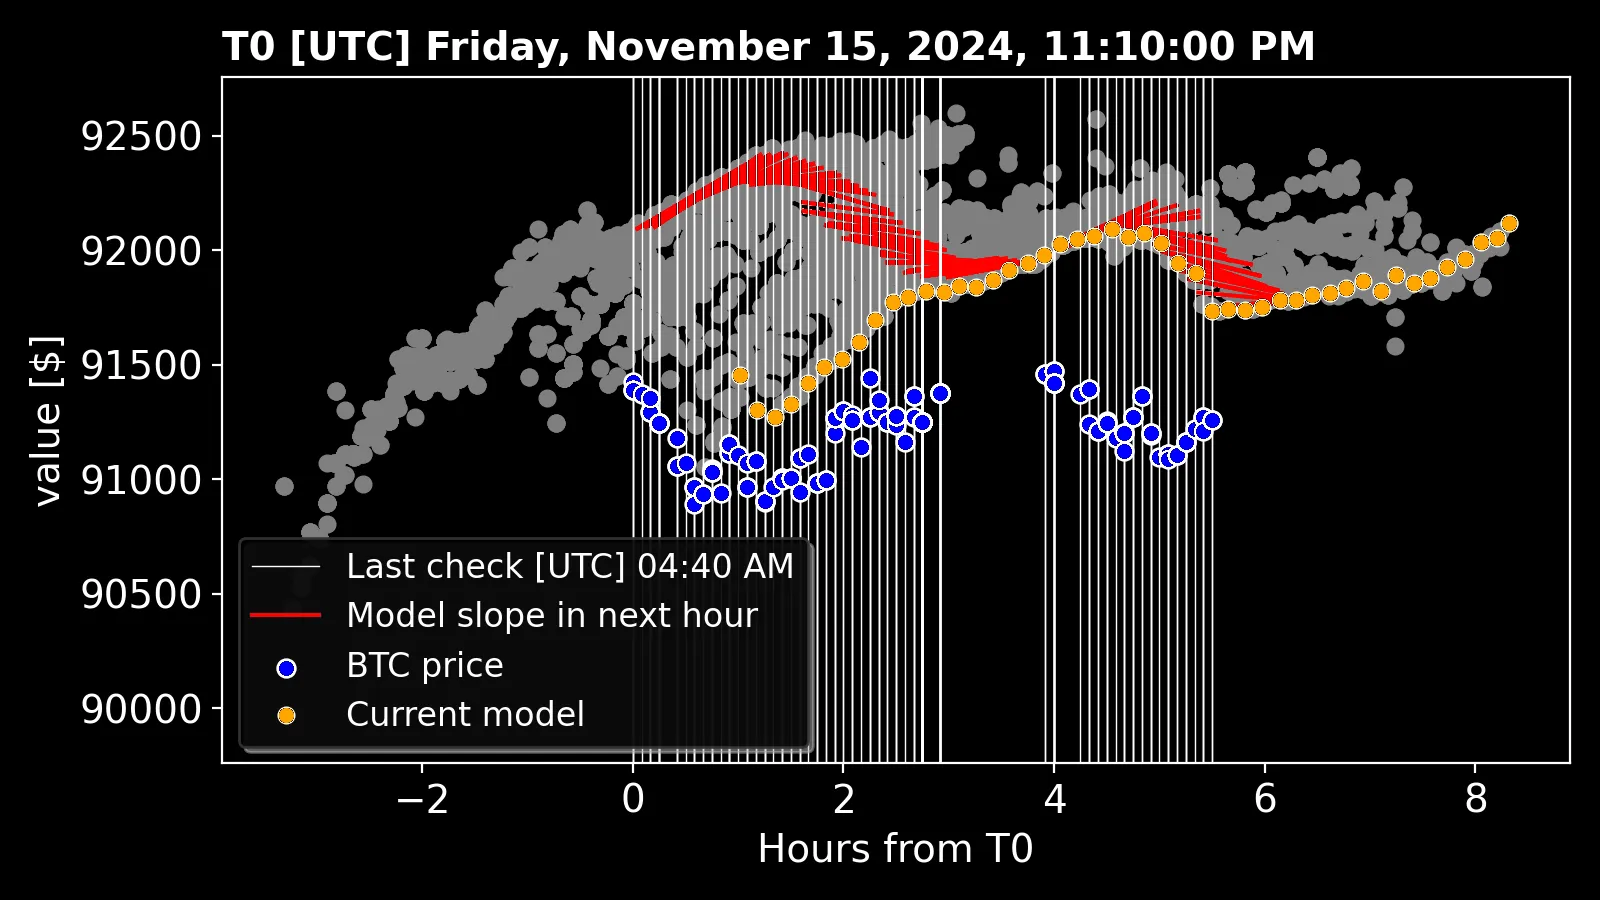 T0 [UTC] Friday, November 15, 2024, 11:10:00 PM
92500
92000
91500
91000
90500
90000
value [$]
Last check [UTC] 04:40 AM
Model slope in next hour
BTC price
Current model
−2 0 2 4 6 8
Hours from T0